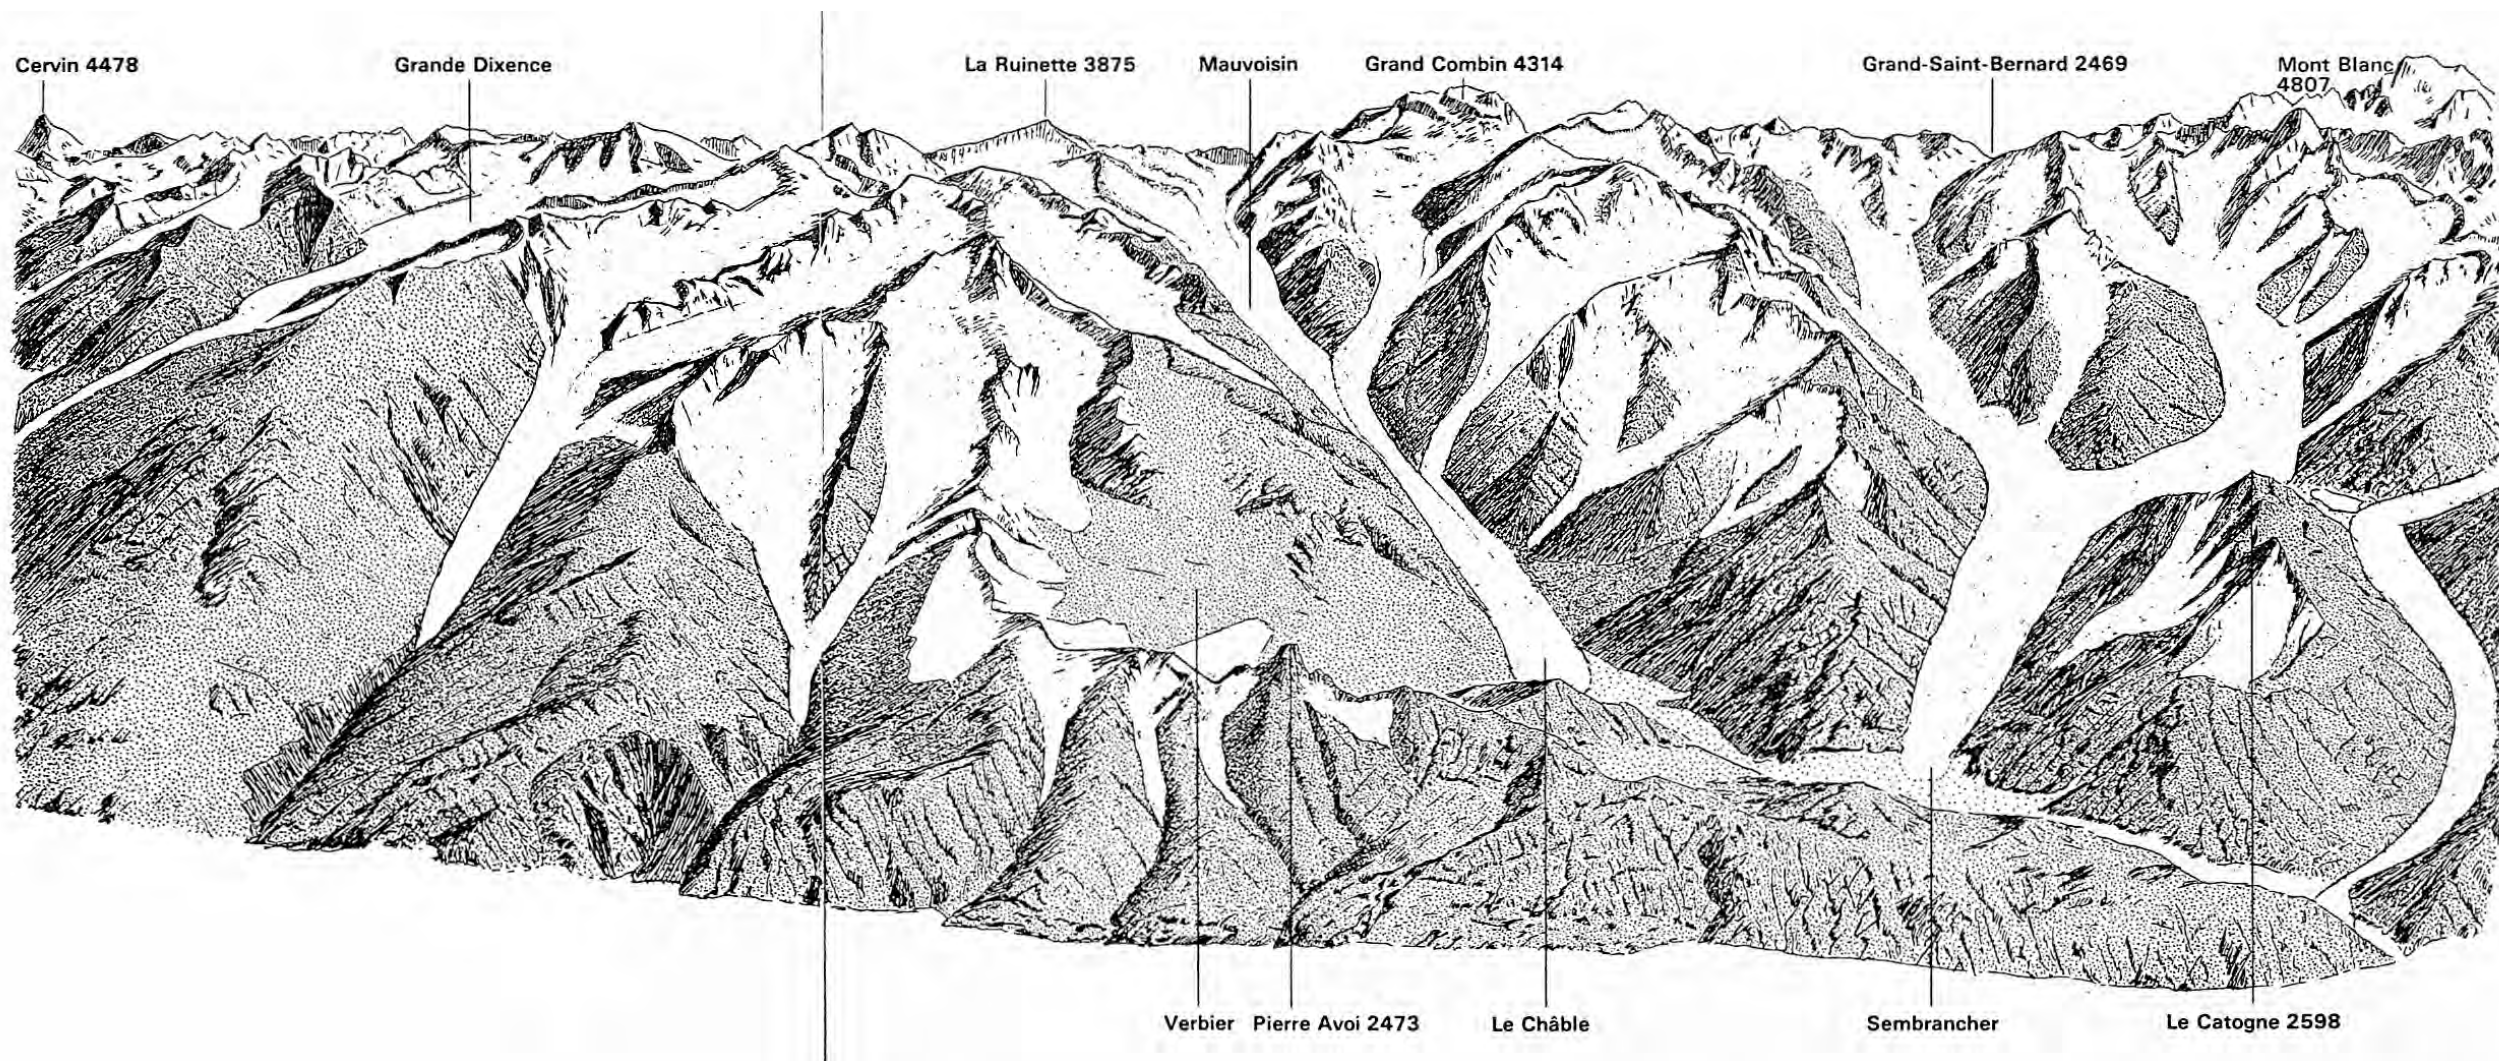 Cervin 4478
Grande Dixence
La Ruinette 3875
Mauvoisin
Grand Combin 4314
Grand-Saint-Bernard 2469
Mont Blanc
4807
Verbier
Pierre Avoi 2473
Le Châble
Sembrancher
Le Catogne 2598